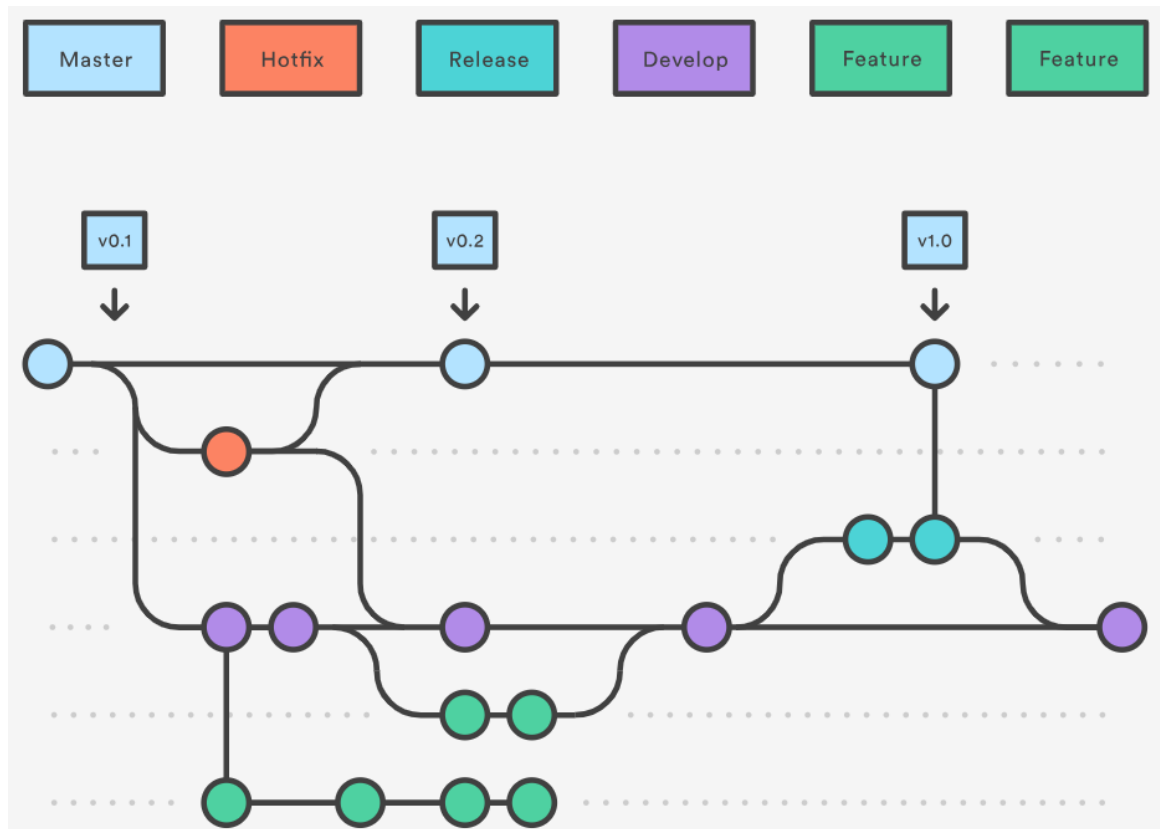 Master
Hotfix
Release
Develop
Feature
Feature
v0.1
v0.2
v1.0